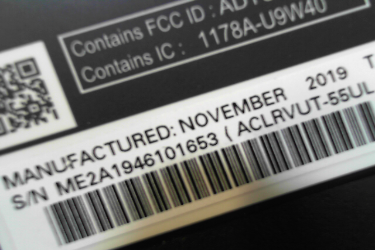 Contains FCC ID :
Contains IC : 1178A-U9W40
MANUFACTURED: NOVEMBER 2019
S/N ME2A1946101653 ( ACLRVUT-55UL